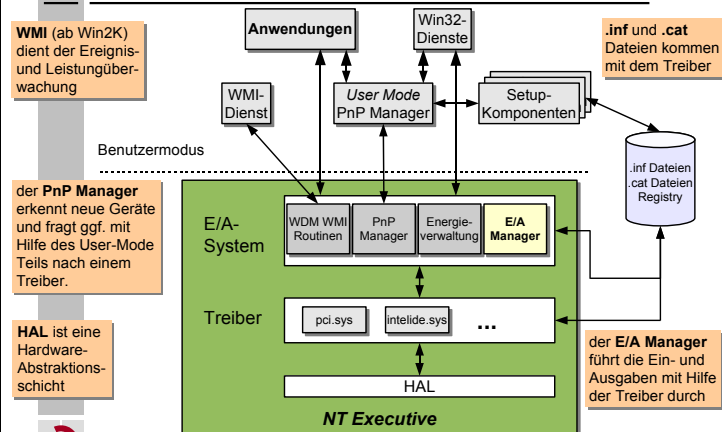 WMI (ab Win2K)
dient der Ereignis-
und Leistungüber-
wachung
Anwendungen
Win32-
Dienste
.inf und .cat
Dateien kommen
mit dem Treiber
WMI-
Dienst
User Mode
PnP Manager
Setup-
Komponenten
Benutzermodus
.inf Dateien
.cat Dateien
Registry
der PnP Manager
erkennt neue Geräte
und fragt ggf. mit
Hilfe des User-Mode
Teils nach einem
Treiber.
E/A-
System
WDM WMI
Routinen
PnP
Manager
Energie-
verwaltung
E/A
Manager
Treiber
pci.sys
intelide.sys
...
HAL ist eine
Hardware-
Abstraktions-
schicht
der E/A Manager
führt die Ein- und
Ausgaben mit Hilfe
der Treiber durch
HAL
NT Executive